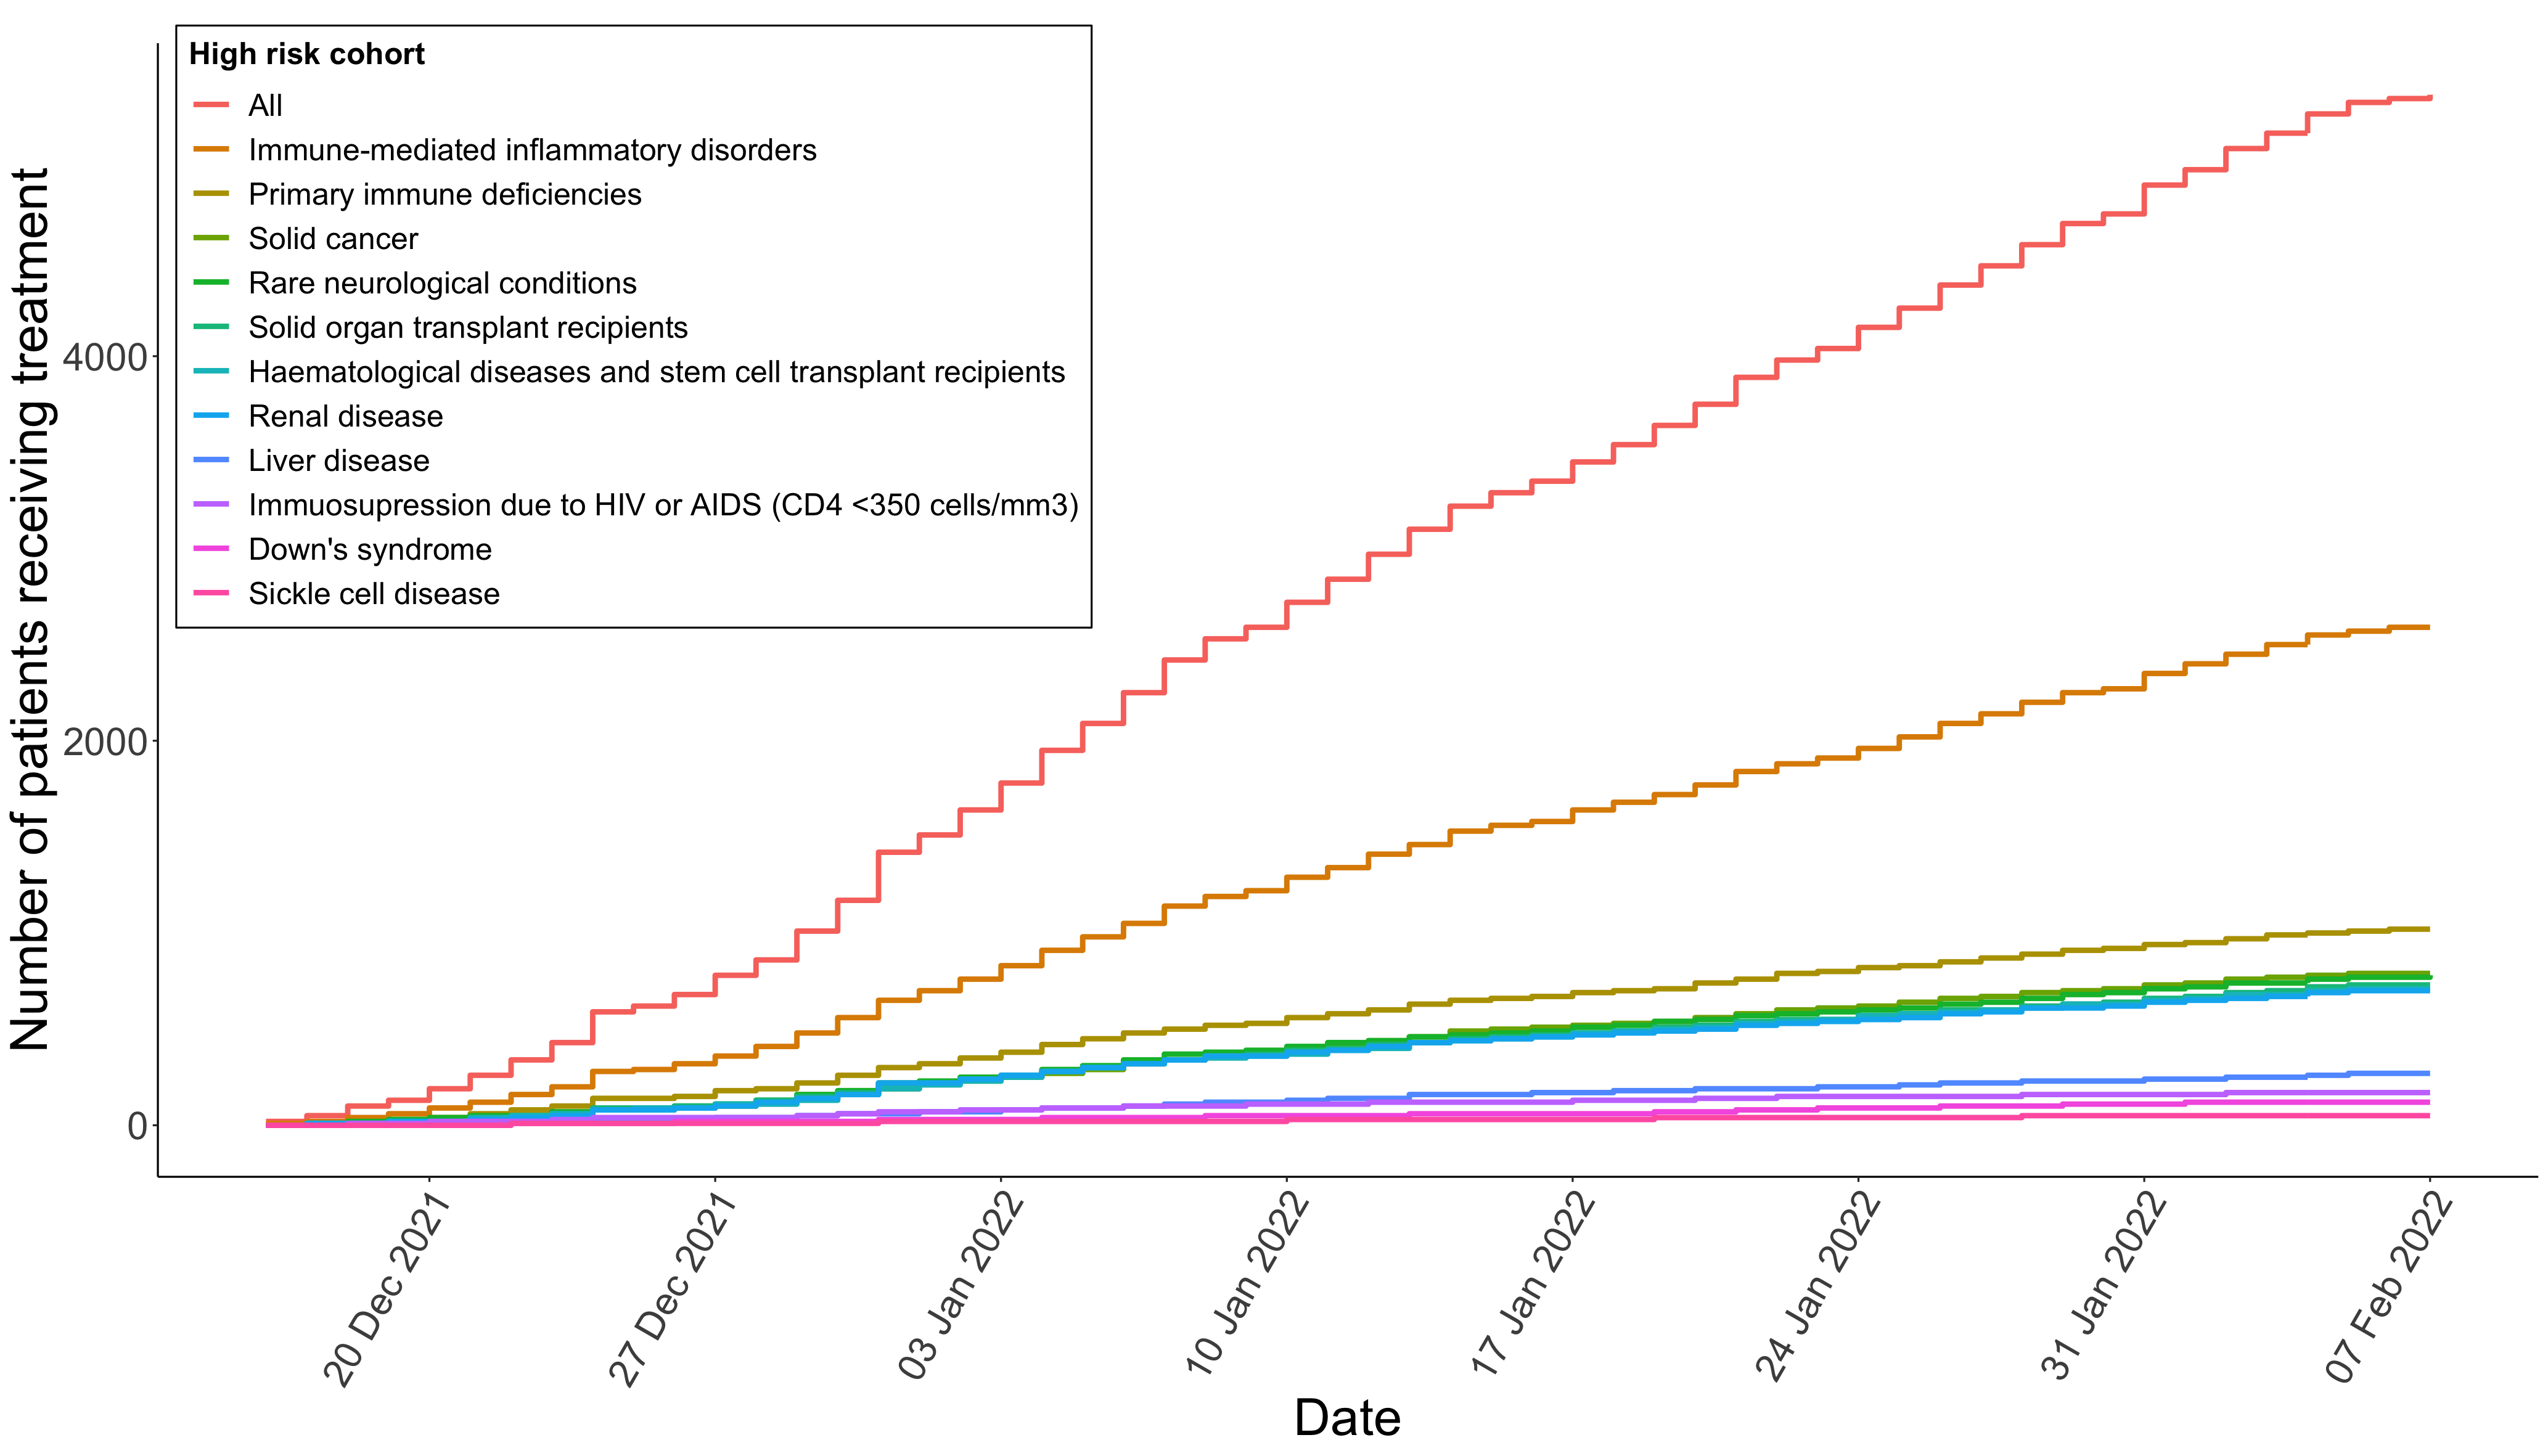 High risk cohort
All
Immune-mediated inflammatory disorders
Primary immune deficiencies
Solid cancer
Rare neurological conditions
Solid organ transplant recipients
Haematological diseases and stem cell transplant recipients
Renal disease
Liver disease
Immuosupression due to HIV or AIDS (CD4 <350 cells/mm3)
Down's syndrome
Sickle cell disease
Number of patients receiving treatment
4000
2000
0
20 Dec 2021
27 Dec 2021
03 Jan 2022
10 Jan 2022
17 Jan 2022
24 Jan 2022
31 Jan 2022
07 Feb 2022
Date